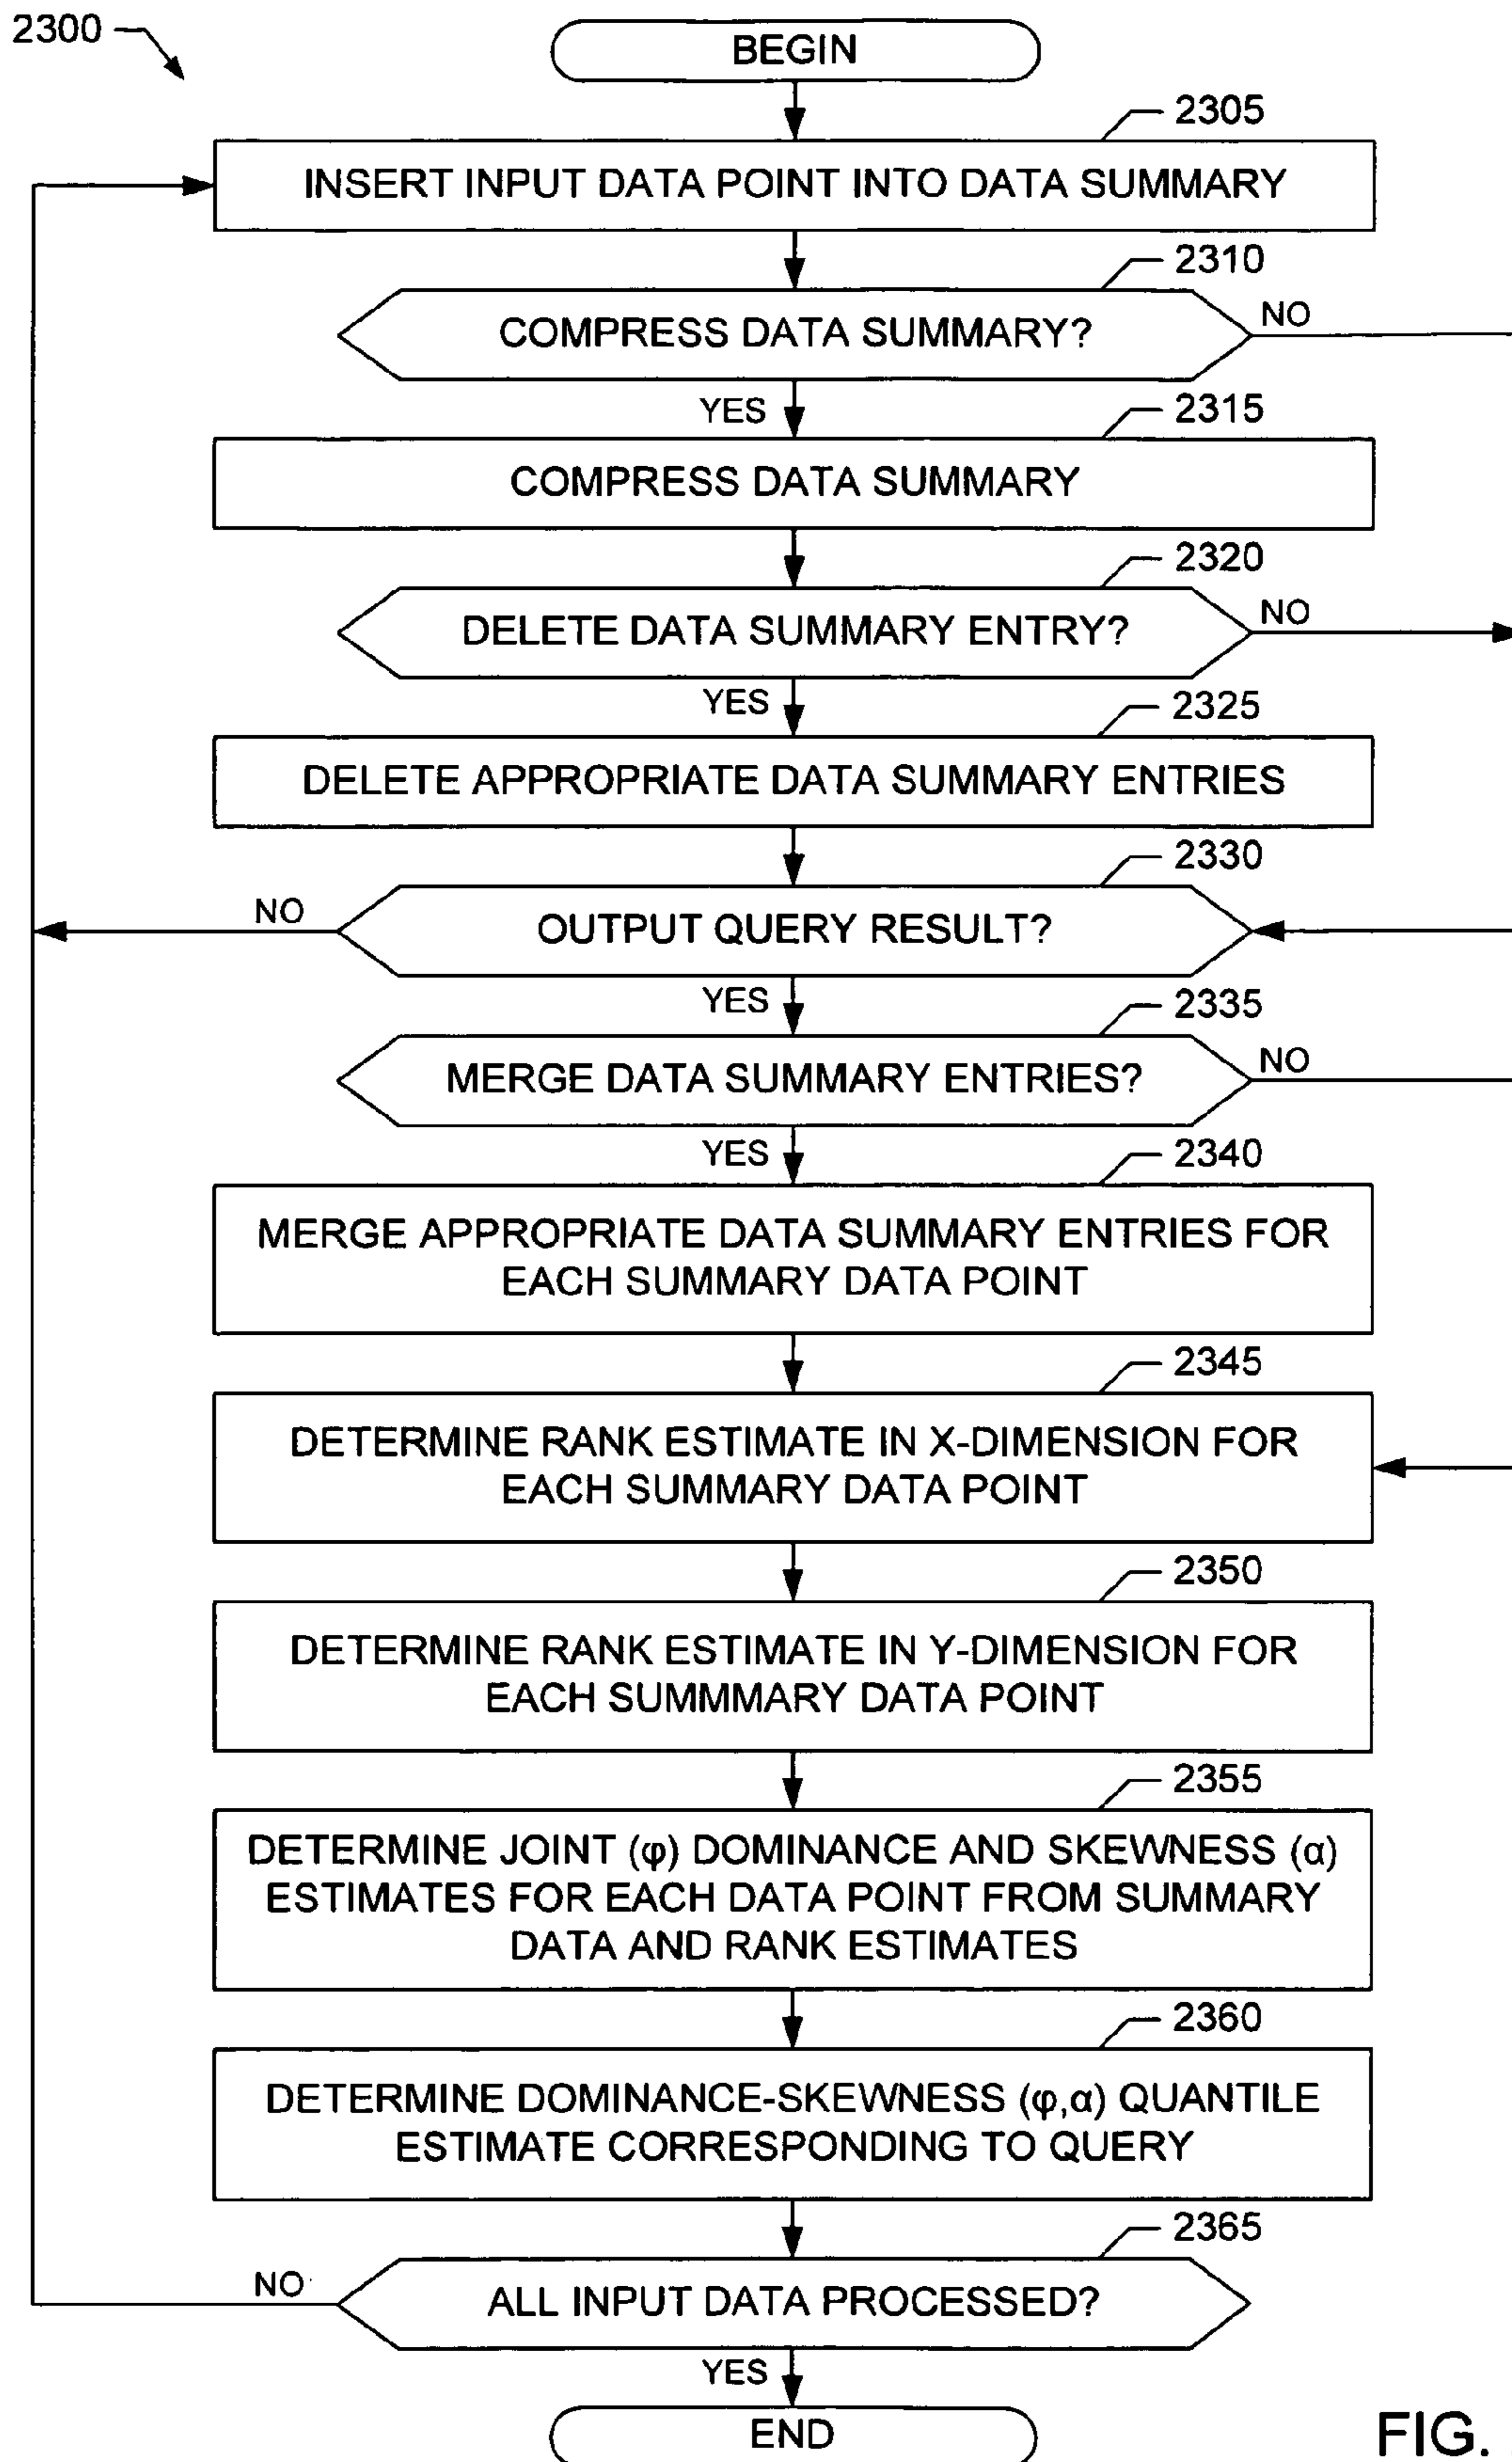 2300
BEGIN
2305
INSERT INPUT DATA POINT INTO DATA SUMMARY
2310
COMPRESS DATA SUMMARY?
NO
YES
2315
COMPRESS DATA SUMMARY
2320
DELETE DATA SUMMARY ENTRY?
NO
YES
2325
DELETE APPROPRIATE DATA SUMMARY ENTRIES
2330
NO
OUTPUT QUERY RESULT?
YES
2335
MERGE DATA SUMMARY ENTRIES?
NO
YES
2340
MERGE APPROPRIATE DATA SUMMARY ENTRIES FOR
EACH SUMMARY DATA POINT
2345
DETERMINE RANK ESTIMATE IN X-DIMENSION FOR
EACH SUMMARY DATA POINT
2350
DETERMINE RANK ESTIMATE IN Y-DIMENSION FOR
EACH SUMMMARY DATA POINT
2355
DETERMINE JOINT (φ) DOMINANCE AND SKEWNESS (α)
ESTIMATES FOR EACH DATA POINT FROM SUMMARY
DATA AND RANK ESTIMATES
2360
DETERMINE DOMINANCE-SKEWNESS (φ,α) QUANTILE
ESTIMATE CORRESPONDING TO QUERY
2365
NO
ALL INPUT DATA PROCESSED?
YES
END
FIG.